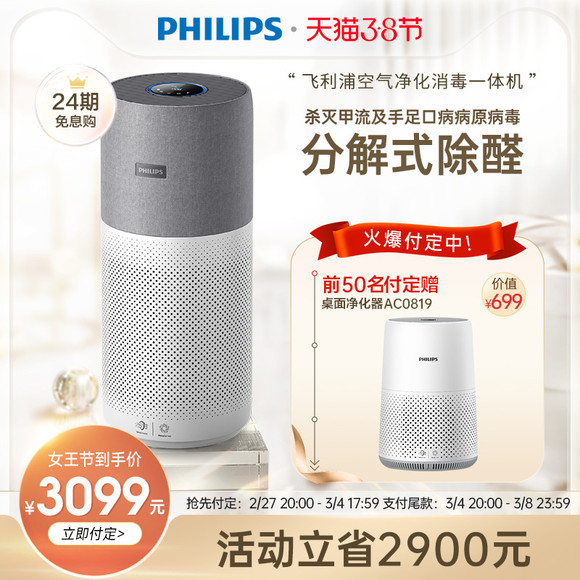 PHILIPS · 天猫3.8节
24期
免息购
“飞利浦空气净化消毒一体机”
杀灭甲流及手足口病病原病毒
分解式除醛
PHILIPS
火爆付定中!
前50名付定赠
桌面净化器AC0819
价值
¥699
PHILIPS
女王节到手价
¥3099元
立即付定>
抢先付定: 2/27 20:00 - 3/4 17:59 支付尾款: 3/4 20:00 - 3/8 23:59
活动立省2900元